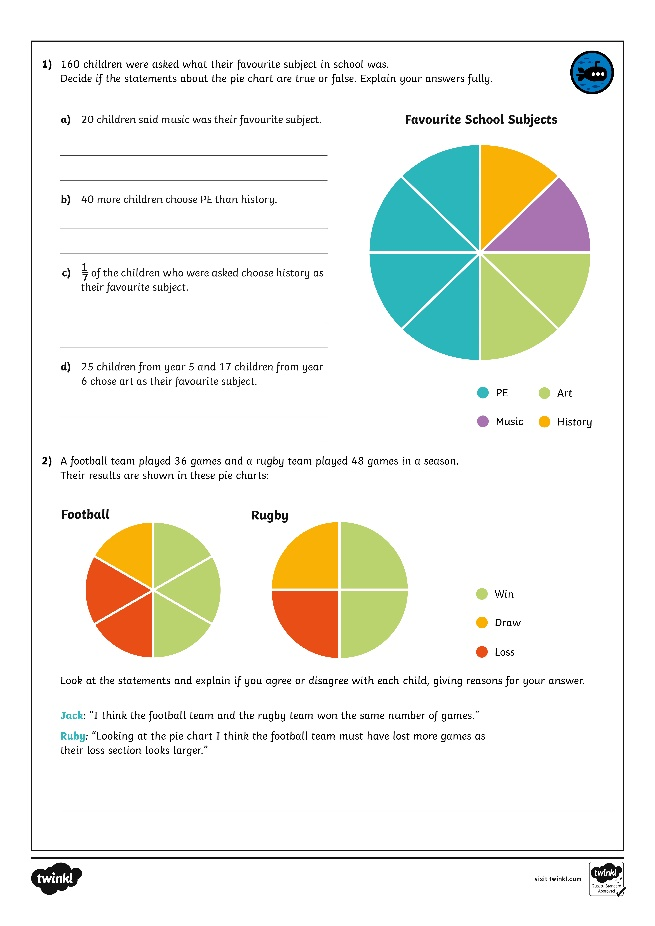 1) 160 children were asked what their favourite subject in school was.
Decide if the statements about the pie chart are true or false. Explain your answers fully.
a) 20 children said music was their favourite subject.
Favourite School Subjects
b) 40 more children choose PE than history.
c) 1/7 of the children who were asked choose history as
their favourite subject.
d) 25 children from year 5 and 17 children from year
6 chose art as their favourite subject.
PE Art
Music History
2) A football team played 36 games and a rugby team played 48 games in a season.
Their results are shown in these pie charts:
Football Rugby
Win
Draw
Loss
Look at the statements and explain if you agree or disagree with each child, giving reasons for your answer.
Jack: "I think the football team and the rugby team won the same number of games."
Ruby: "Looking at the pie chart I think the football team must have lost more games as
their loss section looks larger."
twinkl
visit twinkl.com
twinkl
Approved